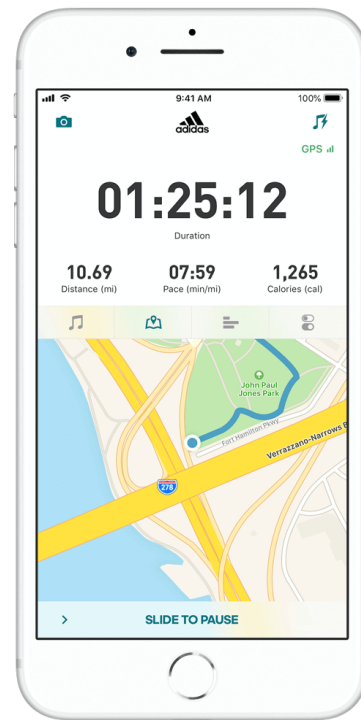 9:41 AM
100%
adidas
GPS
01:25:12
Duration
10.69 07:59 1,265
Distance (mi) Pace (min/mi) Calories (cal)
John Paul
Jones Park
Fort Hamilton Pkwy
Verrazzano-Narrows
278
SLIDE TO PAUSE